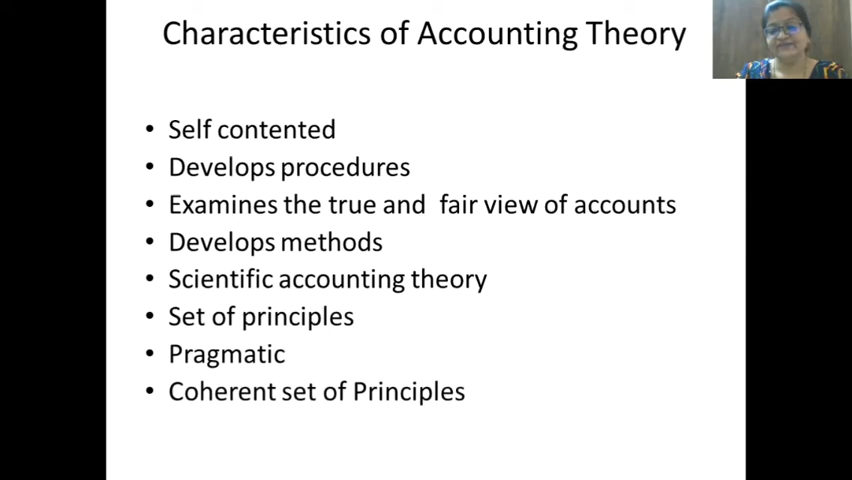 Characteristics of Accounting Theory
• Self contented
• Develops procedures
• Examines the true and  fair view of accounts
• Develops methods
• Scientific accounting theory
• Set of principles
• Pragmatic
• Coherent set of Principles